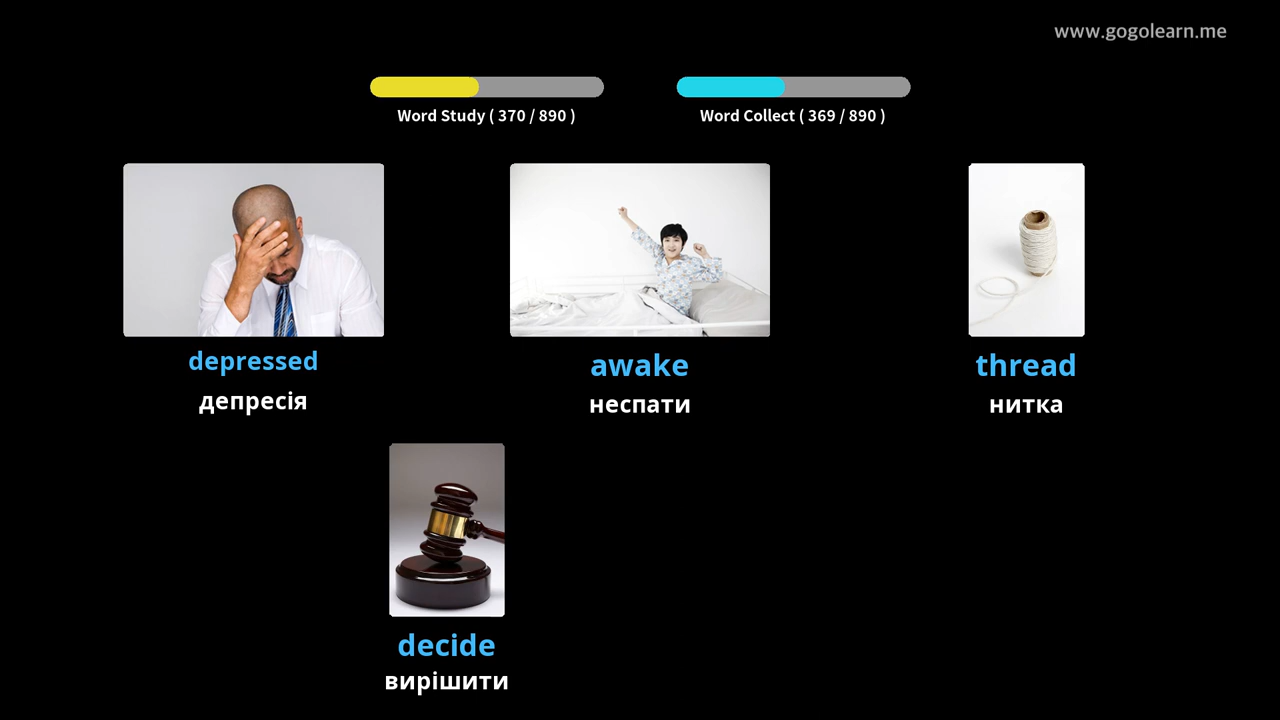 www.gogolearn.me
Word Study ( 370 / 890 )
Word Collect ( 369 / 890 )
depressed
депресія
awake
неспати
thread
нитка
decide
вирішити